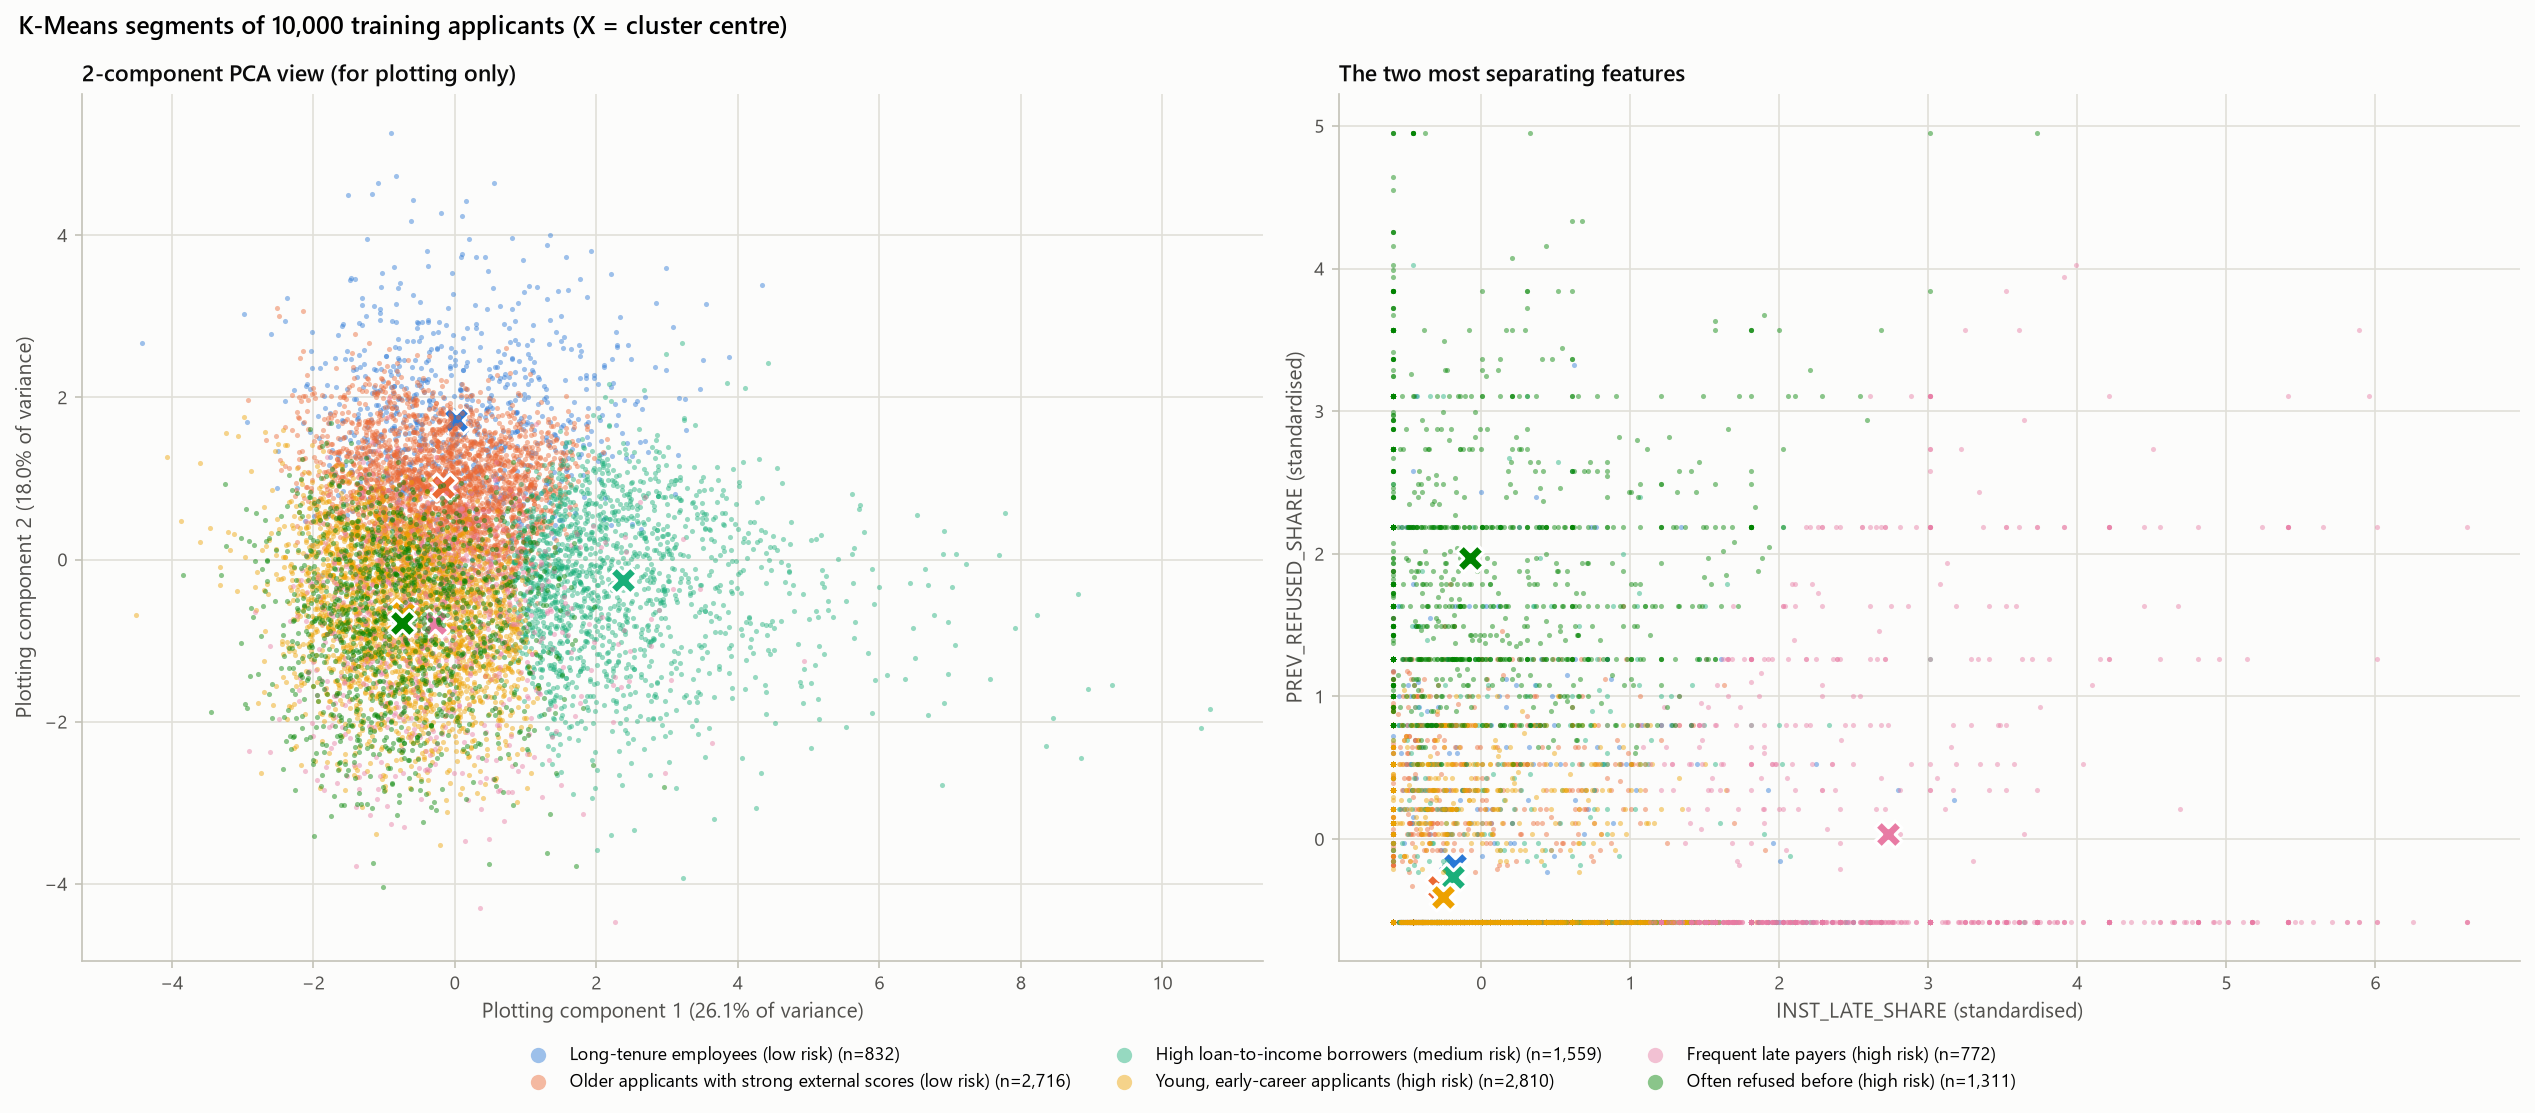 K-Means segments of 10,000 training applicants (X = cluster centre)
2-component PCA view (for plotting only)
Plotting component 2 (18.0% of variance)
4
2
0
−2
−4
−4
−2
0
2
4
6
8
10
Plotting component 1 (26.1% of variance)
The two most separating features
PREV_REFUSED_SHARE (standardised)
5
4
3
2
1
0
0
1
2
3
4
5
6
INST_LATE_SHARE (standardised)
Long-tenure employees (low risk) (n=832)
Older applicants with strong external scores (low risk) (n=2,716)
High loan-to-income borrowers (medium risk) (n=1,559)
Young, early-career applicants (high risk) (n=2,810)
Frequent late payers (high risk) (n=772)
Often refused before (high risk) (n=1,311)